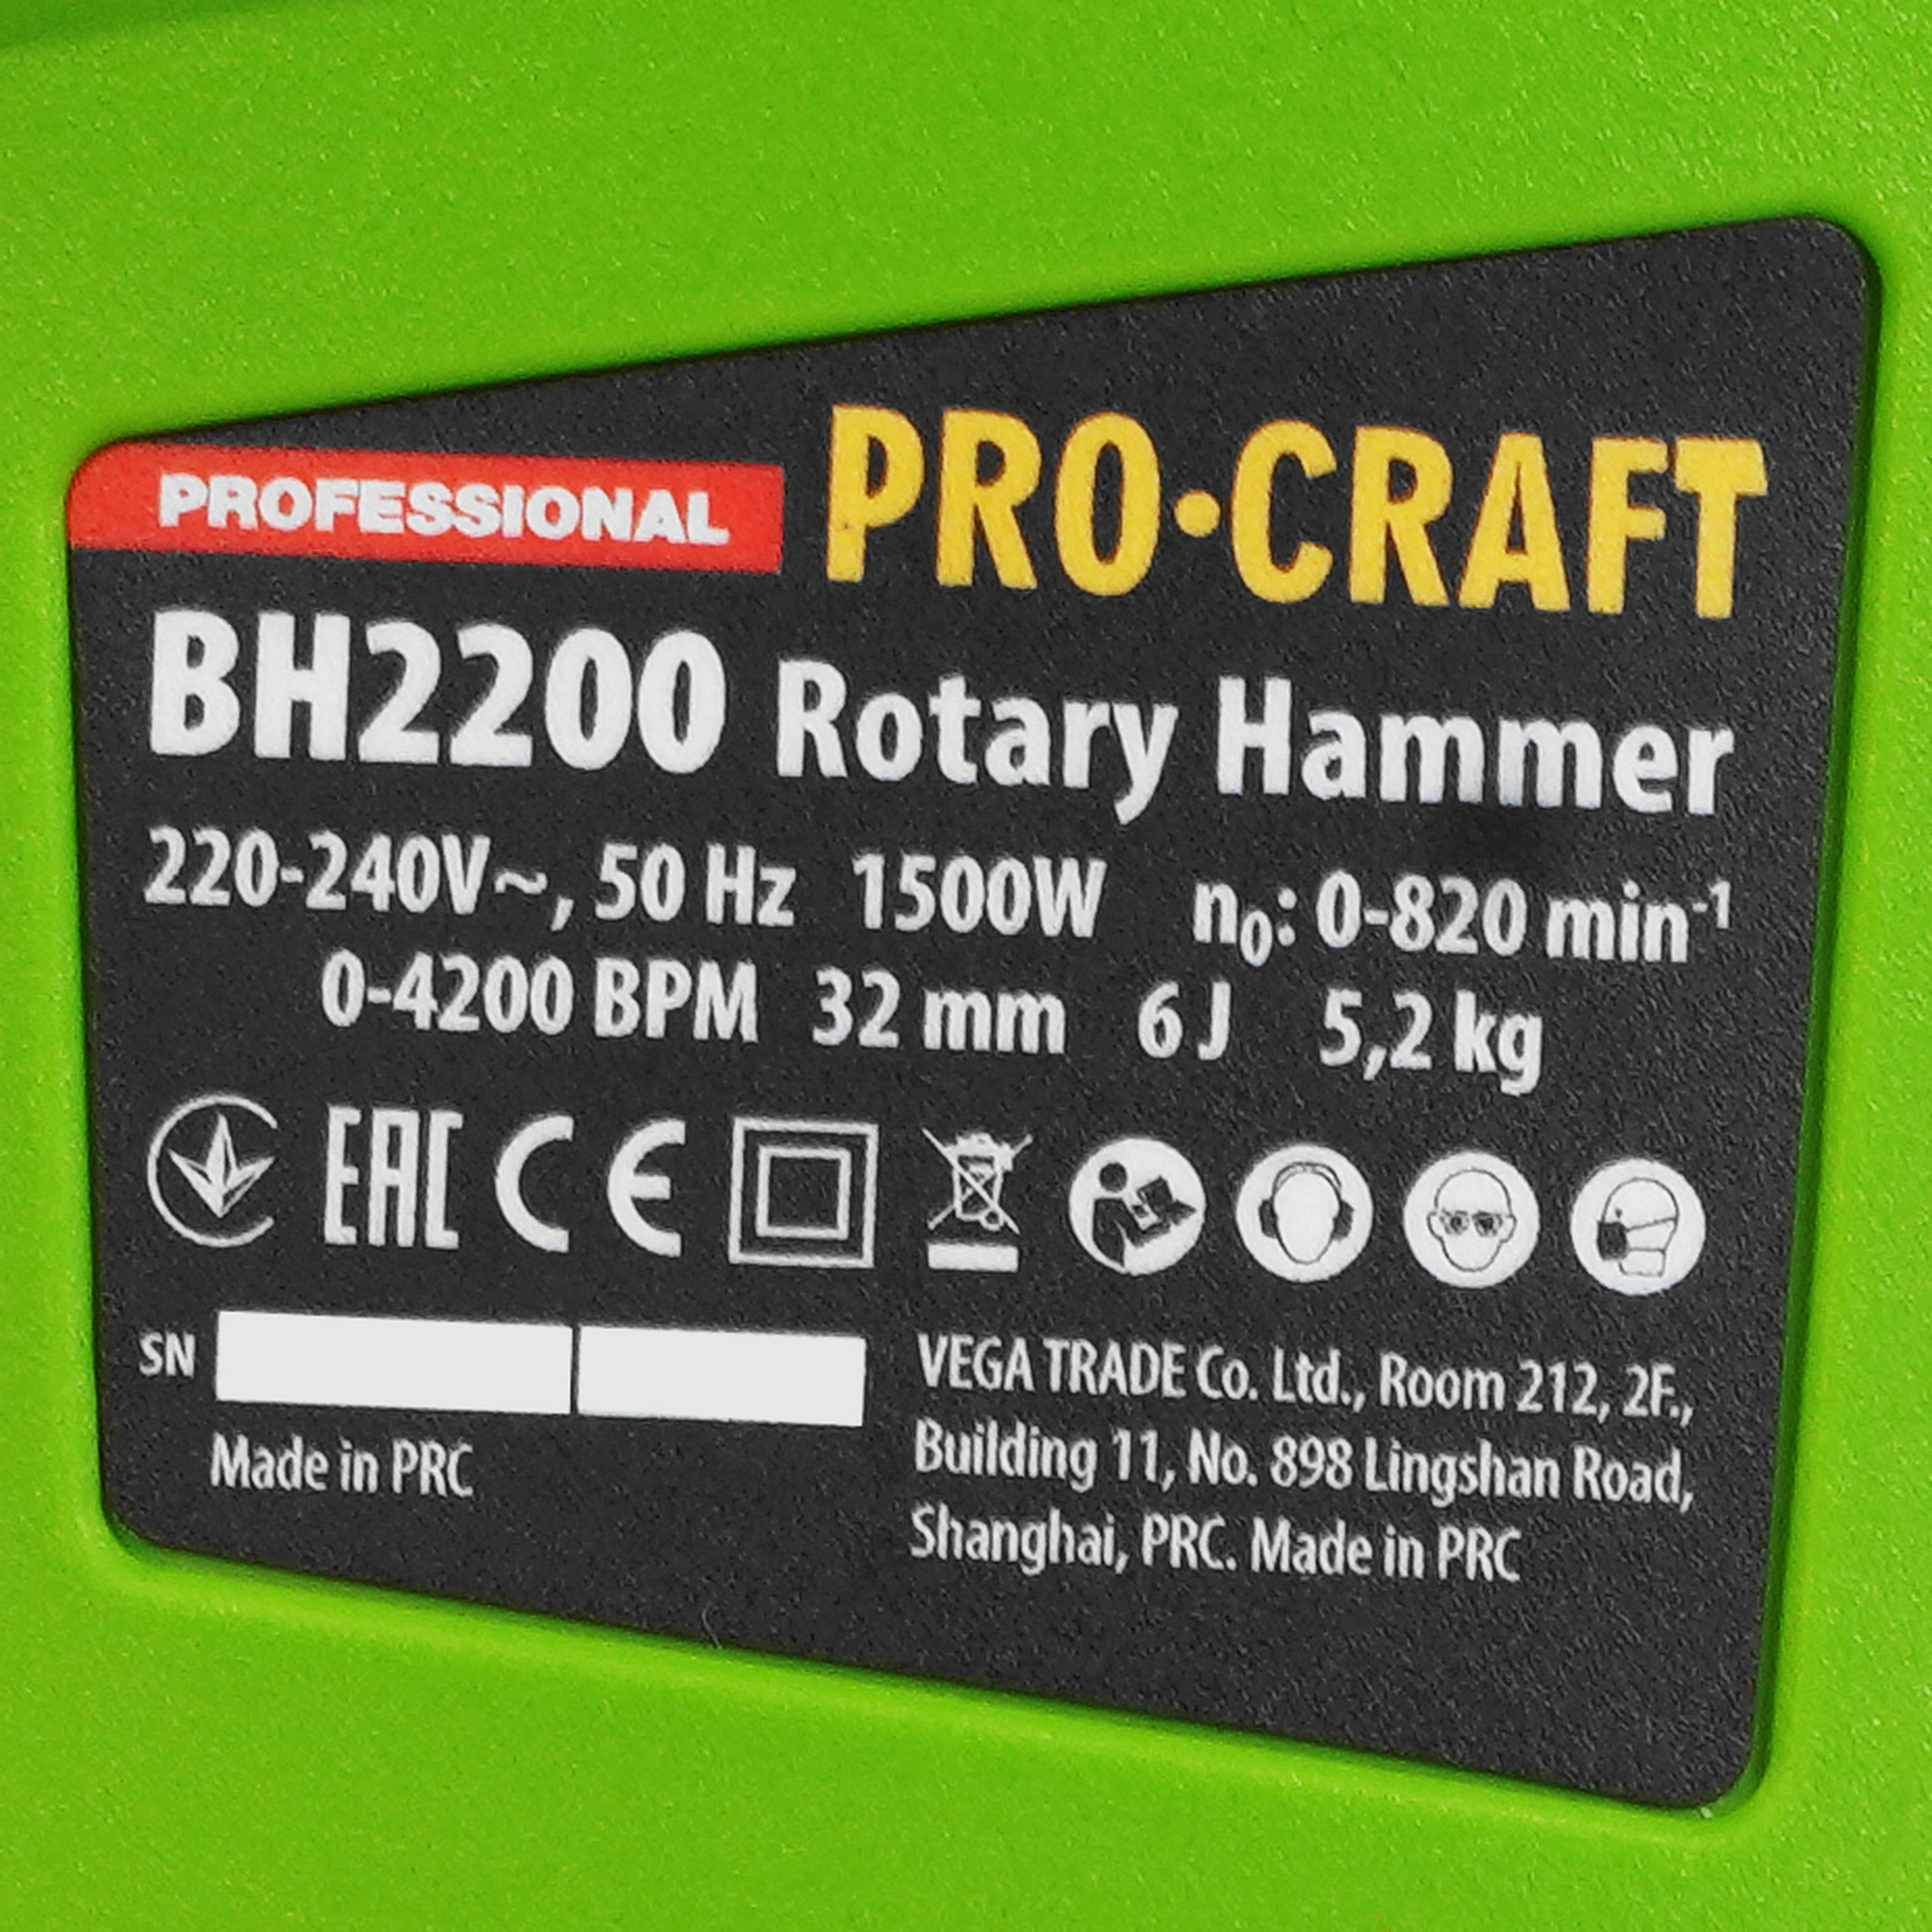 PROFESSIONAL PRO·CRAFT
BH2200 Rotary Hammer
220-240V~, 50 Hz 1500W n₀: 0-820 min⁻¹
0-4200 BPM 32 mm 6 J 5,2 kg
EAC CE
SN
Made in PRC
VEGA TRADE Co. Ltd., Room 212, 2F.,
Building 11, No. 898 Lingshan Road,
Shanghai, PRC. Made in PRC